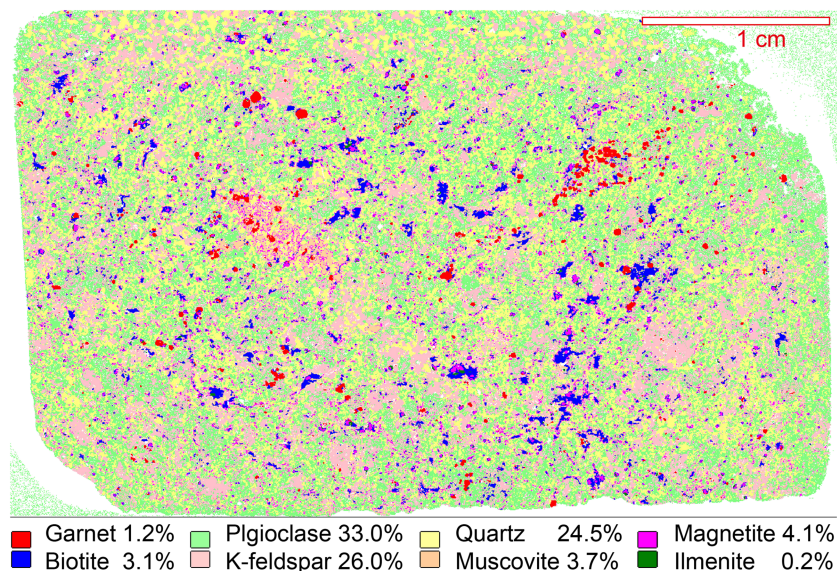 1 cm
Garnet 1.2% Plgioclase 33.0% Quartz 24.5% Magnetite 4.1%
Biotite 3.1% K-feldspar 26.0% Muscovite 3.7% Ilmenite 0.2%